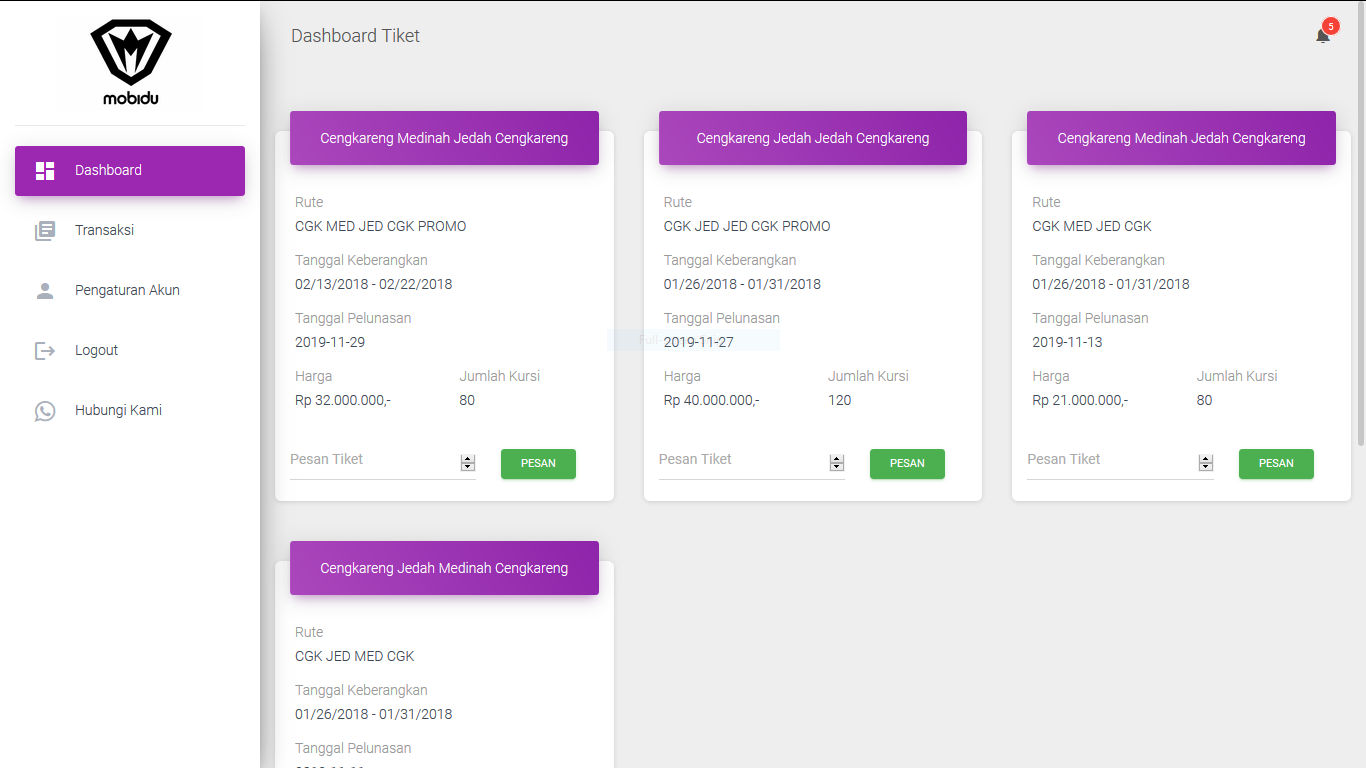 mobidu
Dashboard
Transaksi
Pengaturan Akun
Logout
Hubungi Kami
Dashboard Tiket
5
Cengkareng Medinah Jedah Cengkareng
Rute
CGK MED JED CGK PROMO
Tanggal Keberangkan
02/13/2018 - 02/22/2018
Tanggal Pelunasan
2019-11-29
Harga
Jumlah Kursi
Rp 32.000.000,-
80
Pesan Tiket
PESAN
Cengkareng Jedah Jedah Cengkareng
Rute
CGK JED JED CGK PROMO
Tanggal Keberangkan
01/26/2018 - 01/31/2018
Tanggal Pelunasan
2019-11-27
Harga
Jumlah Kursi
Rp 40.000.000,-
120
Pesan Tiket
PESAN
Cengkareng Medinah Jedah Cengkareng
Rute
CGK MED JED CGK
Tanggal Keberangkan
01/26/2018 - 01/31/2018
Tanggal Pelunasan
2019-11-13
Harga
Jumlah Kursi
Rp 21.000.000,-
80
Pesan Tiket
PESAN
Cengkareng Jedah Medinah Cengkareng
Rute
CGK JED MED CGK
Tanggal Keberangkan
01/26/2018 - 01/31/2018
Tanggal Pelunasan